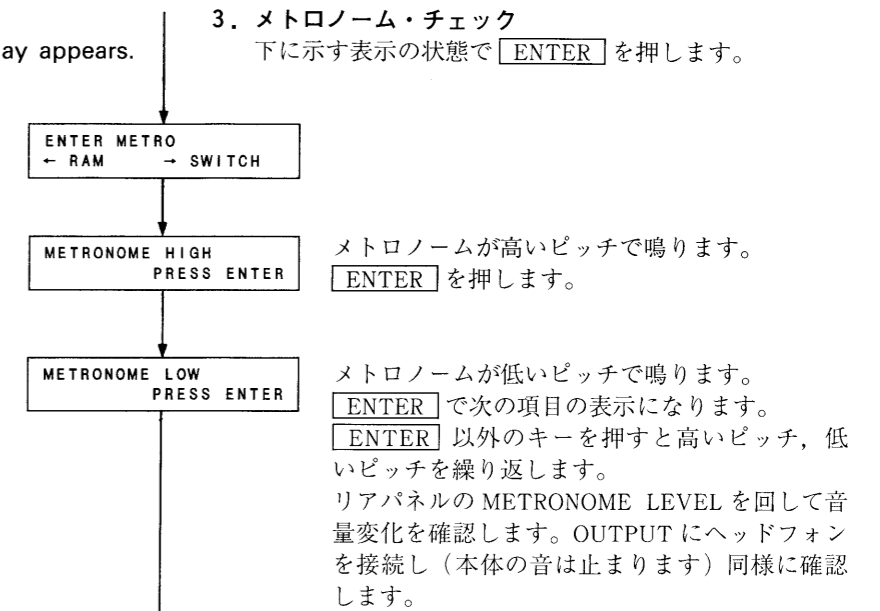 3. メトロノーム・チェック
下に示す表示の状態で ENTER を押します。
ay appears.
ENTER METRO
← RAM → SWITCH
METRONOME HIGH
PRESS ENTER
メトロノームが高いピッチで鳴ります。
ENTER を押します。
METRONOME LOW
PRESS ENTER
メトロノームが低いピッチで鳴ります。
ENTER で次の項目の表示になります。
ENTER 以外のキーを押すと高いピッチ，低
いピッチを繰り返します。
リアパネルの METRONOME LEVEL を回して音
量変化を確認します。OUTPUT にヘッドフォン
を接続し（本体の音は止まります）同様に確認
します。